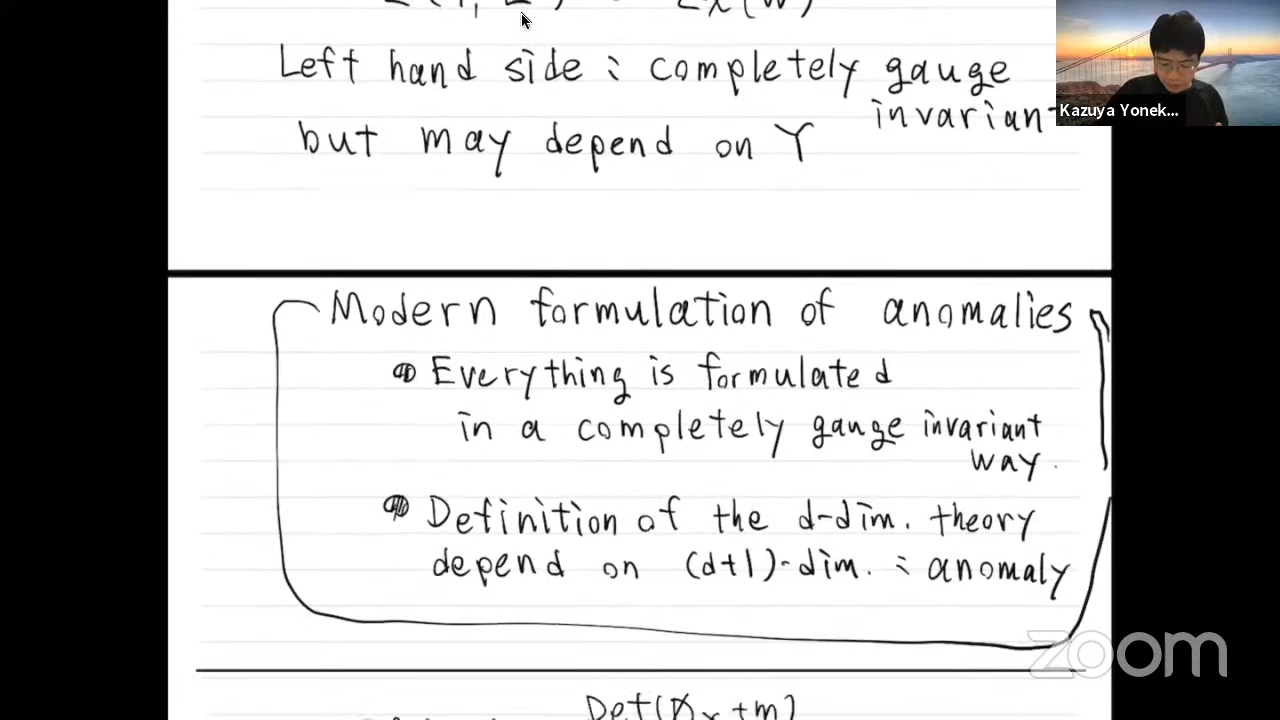 Left hand side : completely gauge
invariant
but may depend on Y
Kazuya Yonek...
Modern formulation of anomalies
Everything is formulated
in a completely gauge invariant
way.
Definition of the d-dim. theory
depend on (d+1)-dim. : anomaly
zoom